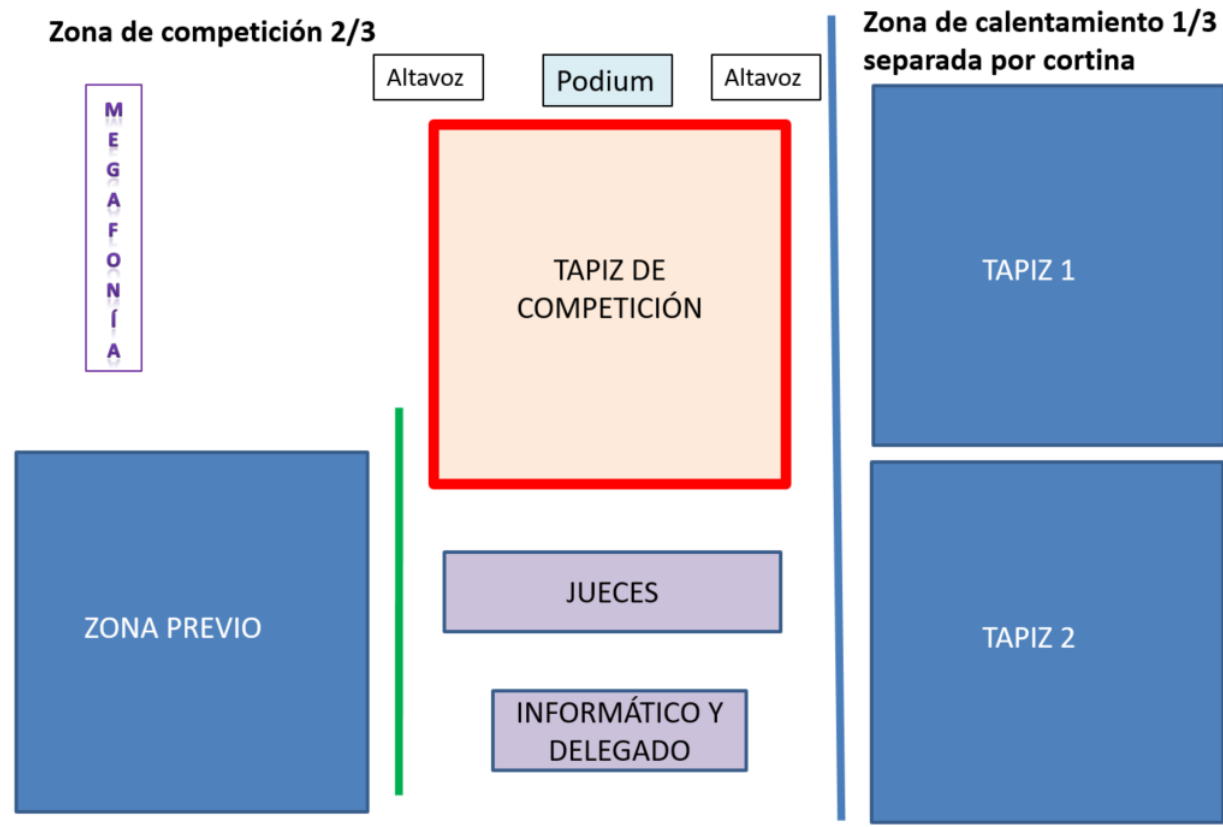 Zona de competición 2/3
Zona de calentamiento 1/3
separada por cortina
Altavoz
Podium
Altavoz
MEGAFONÍA
TAPIZ DE
COMPETICIÓN
TAPIZ 1
ZONA PREVIO
JUECES
TAPIZ 2
INFORMÁTICO Y
DELEGADO